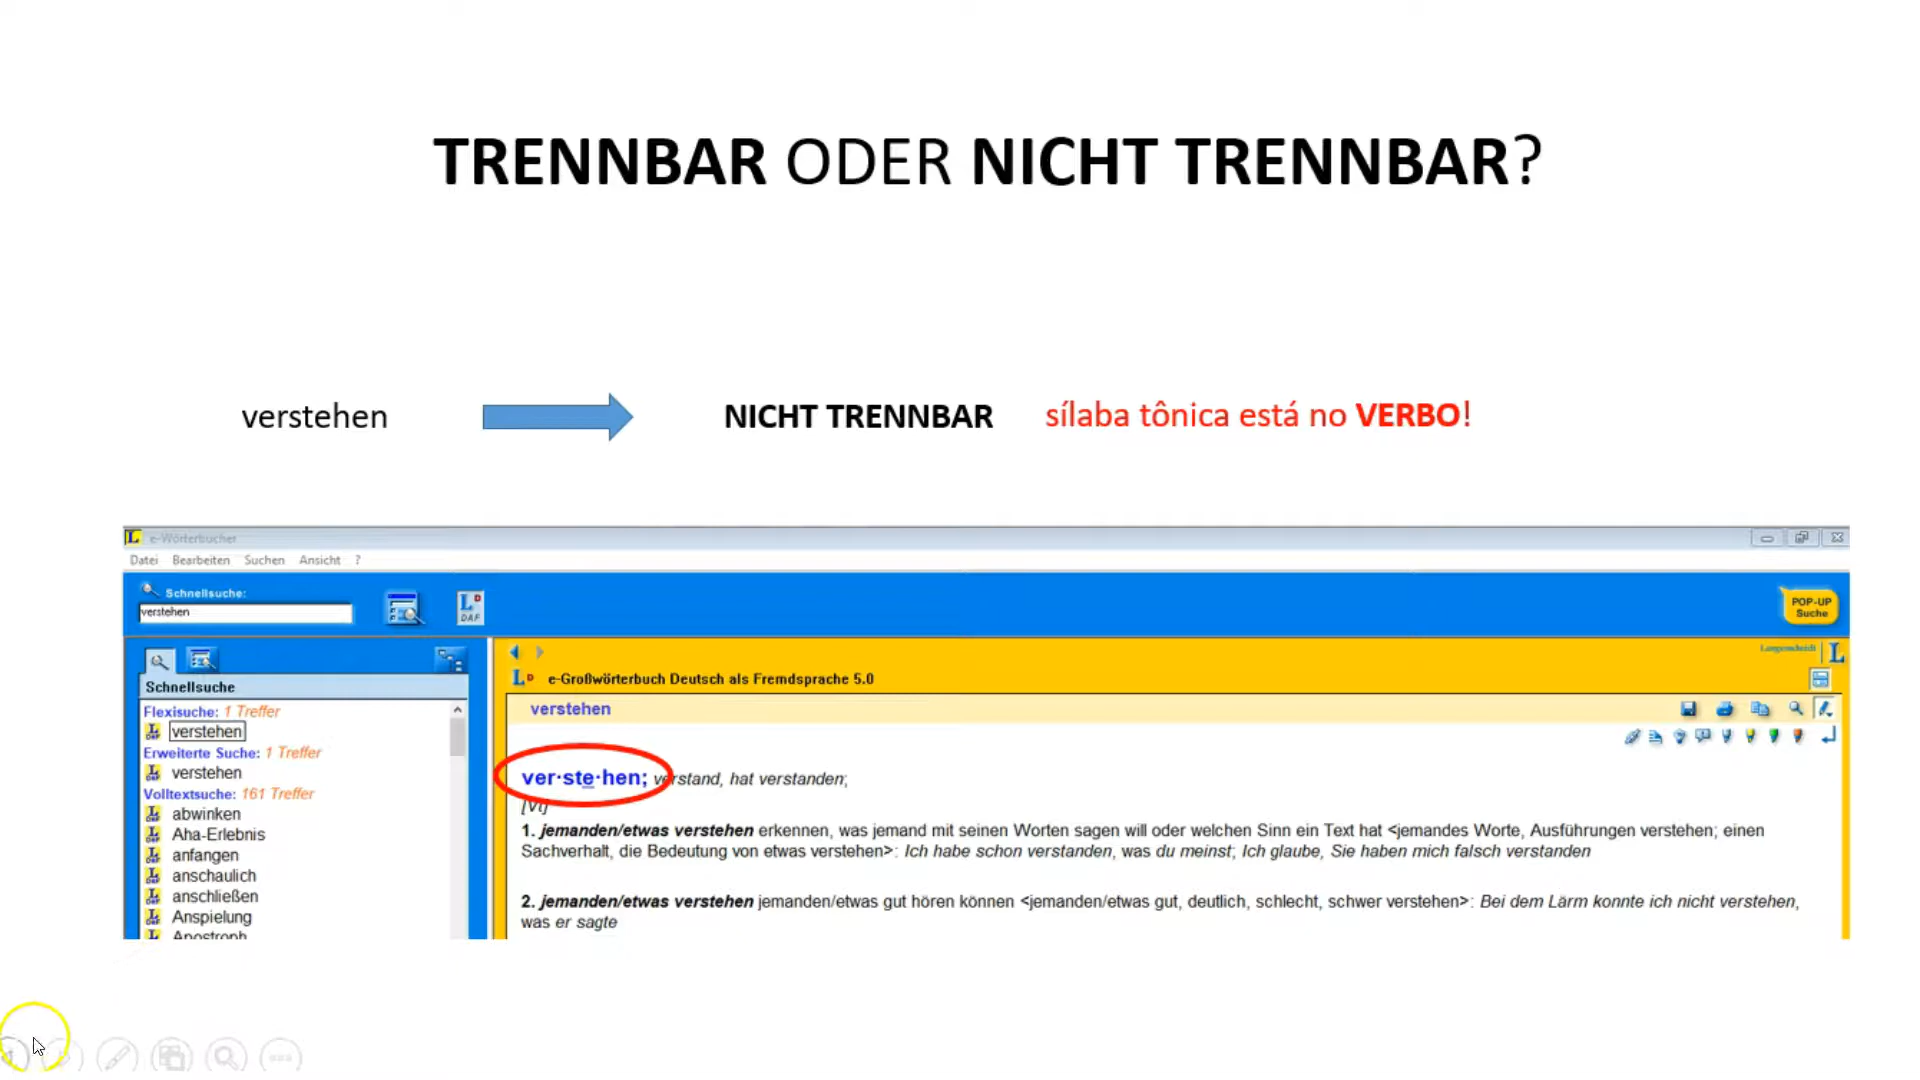 TRENNBAR ODER NICHT TRENNBAR?
verstehen
NICHT TRENNBAR
sílaba tônica está no VERBO!
e-Wörterbücher
Datei Bearbeiten Suchen Ansicht ?
Schnellsuche:
verstehen
L D
DAF
POP-UP
Suche
Langenscheidt L
Schnellsuche
e-Großwörterbuch Deutsch als Fremdsprache 5.0
Flexisuche: 1 Treffer
verstehen
Erweiterte Suche: 1 Treffer
verstehen
Volltextsuche: 161 Treffer
abwinken
Aha-Erlebnis
anfangen
anschaulich
anschließen
Anspielung
Apostroph
verstehen
ver·ste·hen; verstand, hat verstanden;
[Vt]
1. jemanden/etwas verstehen erkennen, was jemand mit seinen Worten sagen will oder welchen Sinn ein Text hat <jemandes Worte, Ausführungen verstehen; einen
Sachverhalt, die Bedeutung von etwas verstehen>: Ich habe schon verstanden, was du meinst; Ich glaube, Sie haben mich falsch verstanden
2. jemanden/etwas verstehen jemanden/etwas gut hören können <jemanden/etwas gut, deutlich, schlecht, schwer verstehen>: Bei dem Lärm konnte ich nicht verstehen,
was er sagte